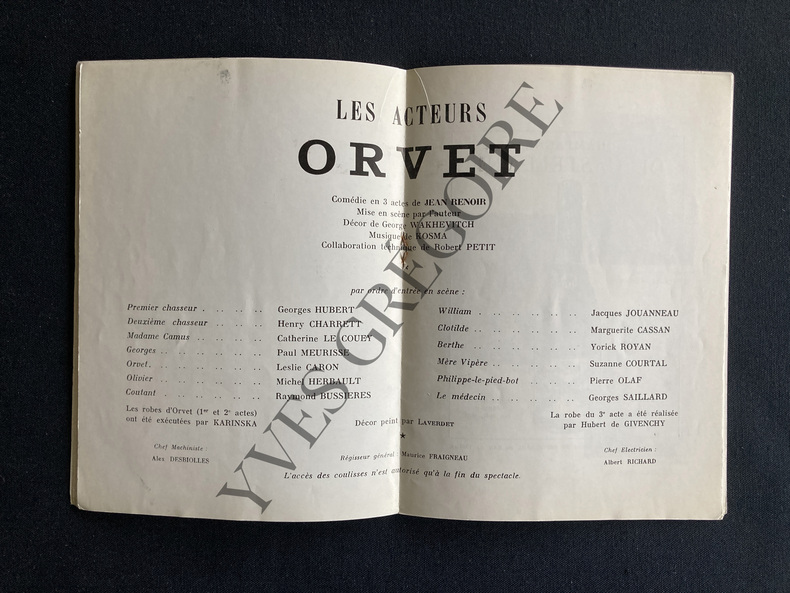 LES ACTEURS
ORVET
Comédie en 3 actes de JEAN RENOIR
Mise en scène par l'auteur
Décor de George WAKHEVITCH
Musique de KOSMA
Collaboration technique de Robert PETIT
par ordre d'entrée en scène :
Premier chasseur . . . . . . Georges HUBERT
Deuxième chasseur . . . . . Henry CHARRETT
Madame Camus . . . . . . Catherine LE COUEY
Georges . . . . . . . . . Paul MEURISSE
Orvet . . . . . . . . . . Leslie CARON
Olivier . . . . . . . . . Michel HERBAULT
Coutant . . . . . . . . . Raymond BUSSIERES
William . . . . . . . . . Jacques JOUANNEAU
Clotilde . . . . . . . . . Marguerite CASSAN
Berthe . . . . . . . . . Yorick ROYAN
Mère Vipère . . . . . . . Suzanne COURTAL
Philippe-le-pied-bot . . . . Pierre OLAF
Le médecin . . . . . . . Georges SAILLARD
Les robes d'Orvet (1er et 2e actes)
ont été exécutées par KARINSKA
Décor peint par LAVERDET
La robe du 3e acte a été réalisée
par Hubert de GIVENCHY
*
Chef Machiniste :
Alex DESBIOLLES
Régisseur général : Maurice FRAIGNEAU
Chef Electricien :
Albert RICHARD
L'accès des coulisses n'est autorisé qu'à la fin du spectacle.
YVES GRÉGOIRE